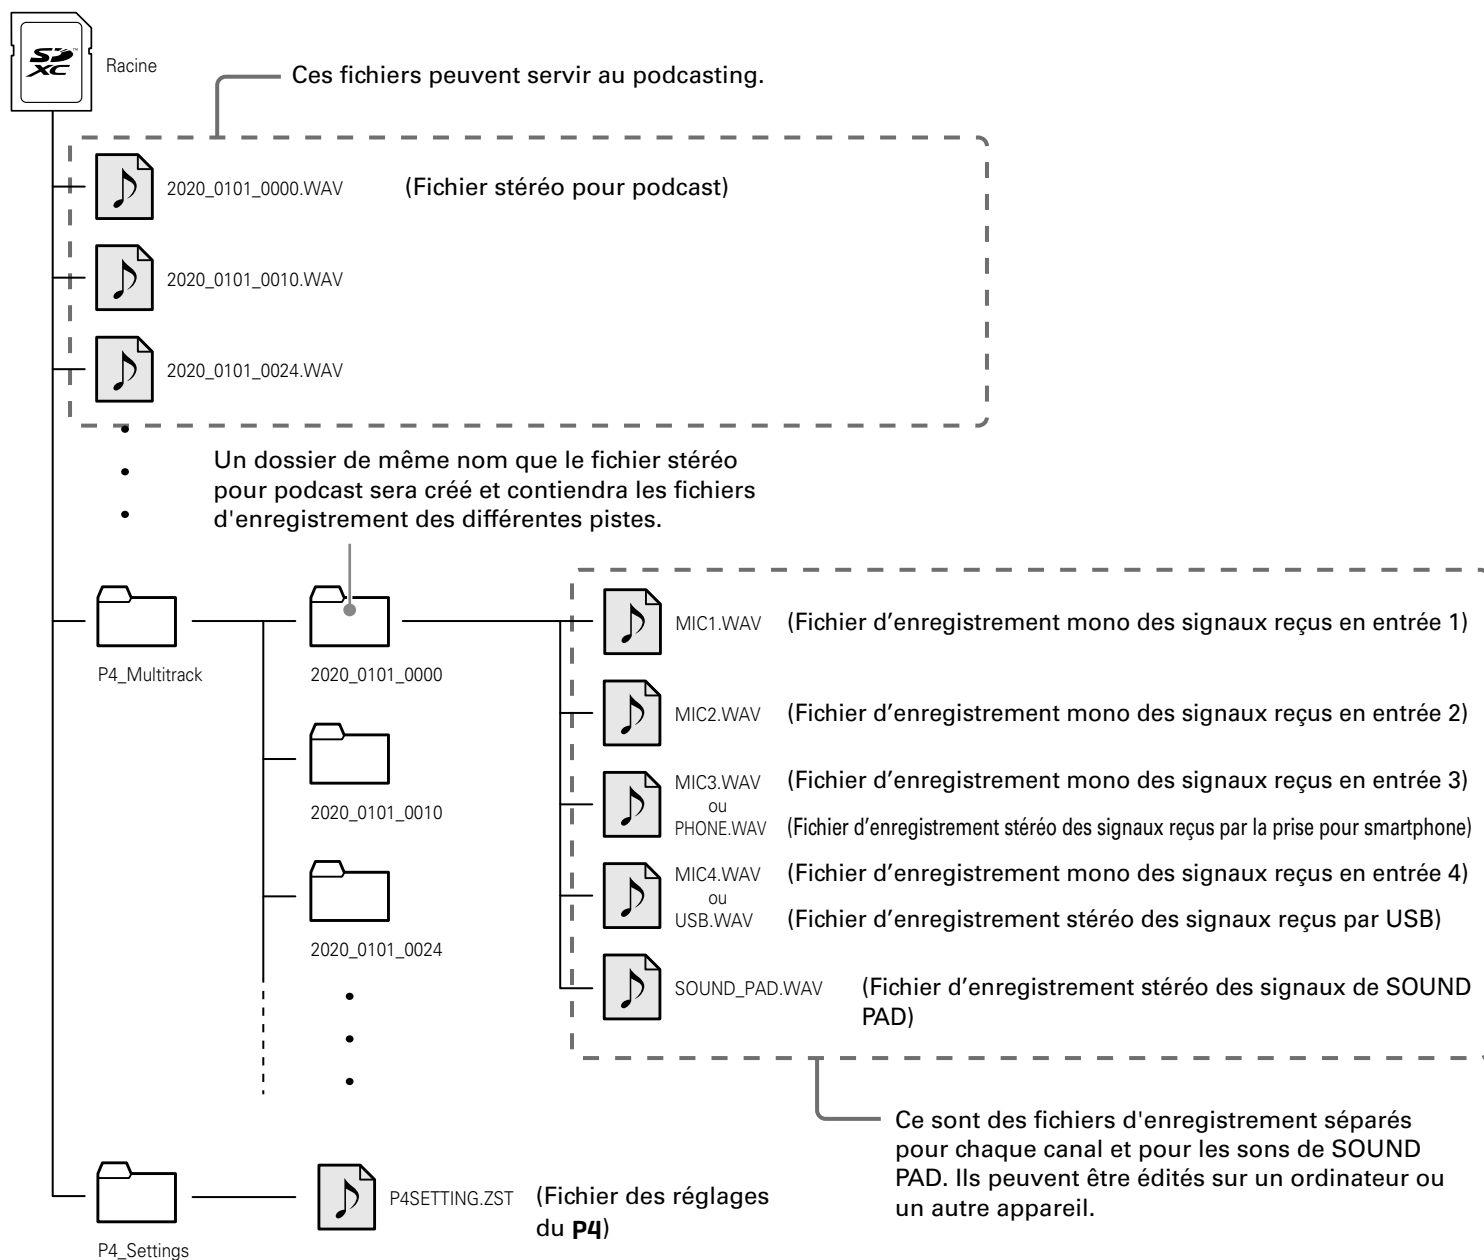 SD XC ™
Racine
Ces fichiers peuvent servir au podcasting.
2020_0101_0000.WAV (Fichier stéréo pour podcast)
2020_0101_0010.WAV
2020_0101_0024.WAV
Un dossier de même nom que le fichier stéréo
pour podcast sera créé et contiendra les fichiers
d'enregistrement des différentes pistes.
P4_Multitrack
2020_0101_0000
2020_0101_0010
2020_0101_0024
MIC1.WAV (Fichier d’enregistrement mono des signaux reçus en entrée 1)
MIC2.WAV (Fichier d’enregistrement mono des signaux reçus en entrée 2)
MIC3.WAV (Fichier d’enregistrement mono des signaux reçus en entrée 3)
ou
PHONE.WAV (Fichier d’enregistrement stéréo des signaux reçus par la prise pour smartphone)
MIC4.WAV (Fichier d’enregistrement mono des signaux reçus en entrée 4)
ou
USB.WAV (Fichier d’enregistrement stéréo des signaux reçus par USB)
SOUND_PAD.WAV (Fichier d’enregistrement stéréo des signaux de SOUND
PAD)
Ce sont des fichiers d'enregistrement séparés
pour chaque canal et pour les sons de SOUND
PAD. Ils peuvent être édités sur un ordinateur ou
un autre appareil.
P4_Settings
P4SETTING.ZST (Fichier des réglages
du P4)